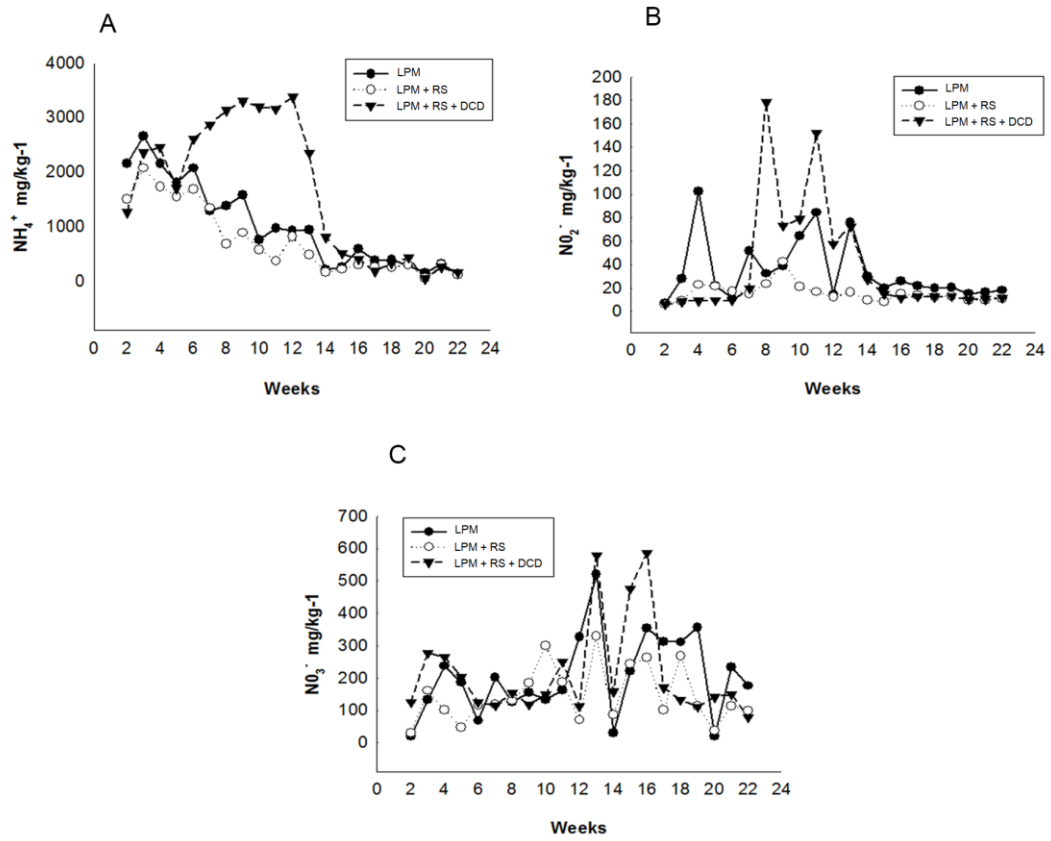 A
NH₄⁺ mg/kg-1
4000
3000
2000
1000
0
LPM
LPM + RS
LPM + RS + DCD
0 2 4 6 8 10 12 14 16 18 20 22 24
Weeks
B
N0₂⁻ mg/kg-1
200
180
160
140
120
100
80
60
40
20
0
LPM
LPM + RS
LPM + RS + DCD
0 2 4 6 8 10 12 14 16 18 20 22 24
Weeks
C
N0₃⁻ mg/kg-1
700
600
500
400
300
200
100
0
LPM
LPM + RS
LPM + RS + DCD
0 2 4 6 8 10 12 14 16 18 20 22 24
Weeks